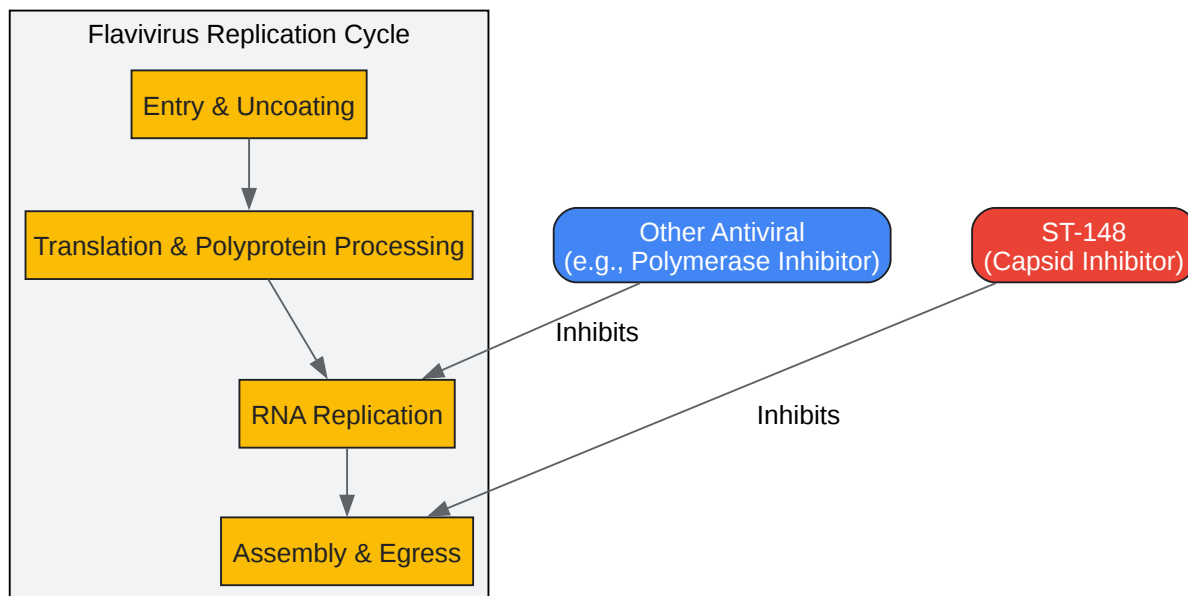 Flavivirus Replication Cycle
Entry & Uncoating
Translation & Polyprotein Processing
Other Antiviral
(e.g., Polymerase Inhibitor)
ST-148
(Capsid Inhibitor)
Inhibits
RNA Replication
Inhibits
Assembly & Egress